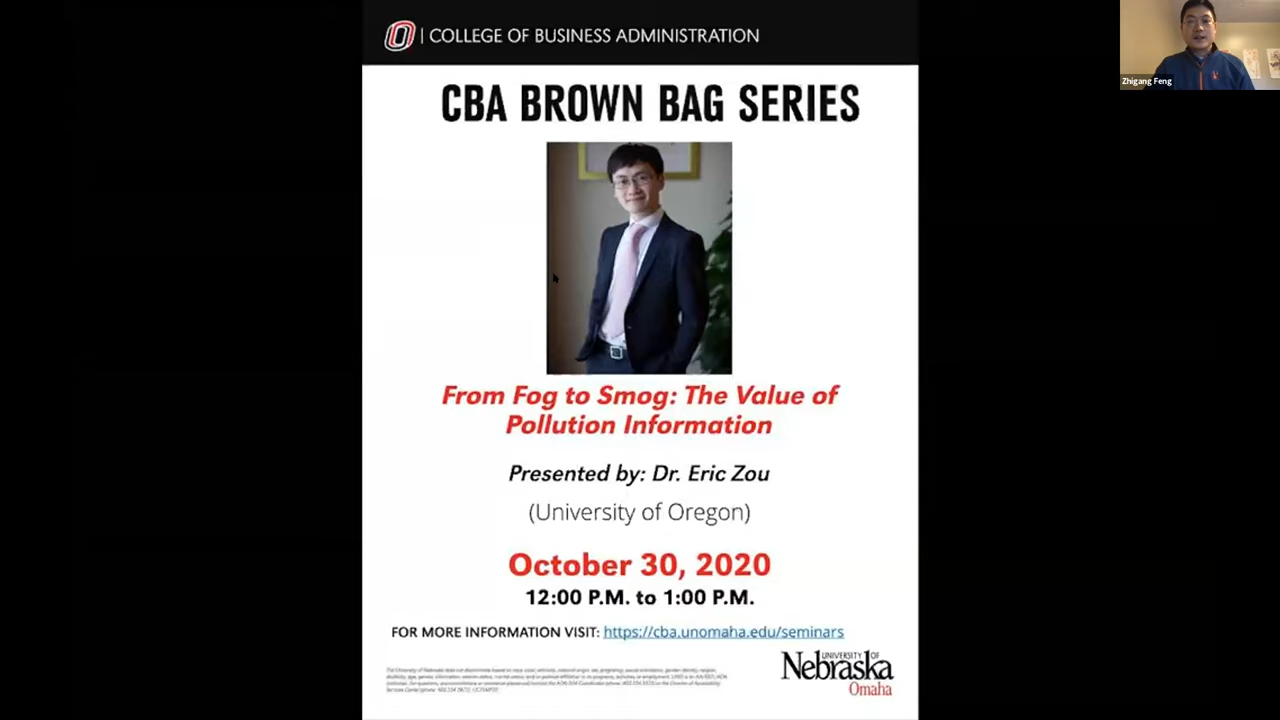 O | COLLEGE OF BUSINESS ADMINISTRATION
Zhigang Feng
CBA BROWN BAG SERIES
From Fog to Smog: The Value of
Pollution Information
Presented by: Dr. Eric Zou
(University of Oregon)
October 30, 2020
12:00 P.M. to 1:00 P.M.
FOR MORE INFORMATION VISIT: https://cba.unomaha.edu/seminars
UNIVERSITY OF
Nebraska
Omaha